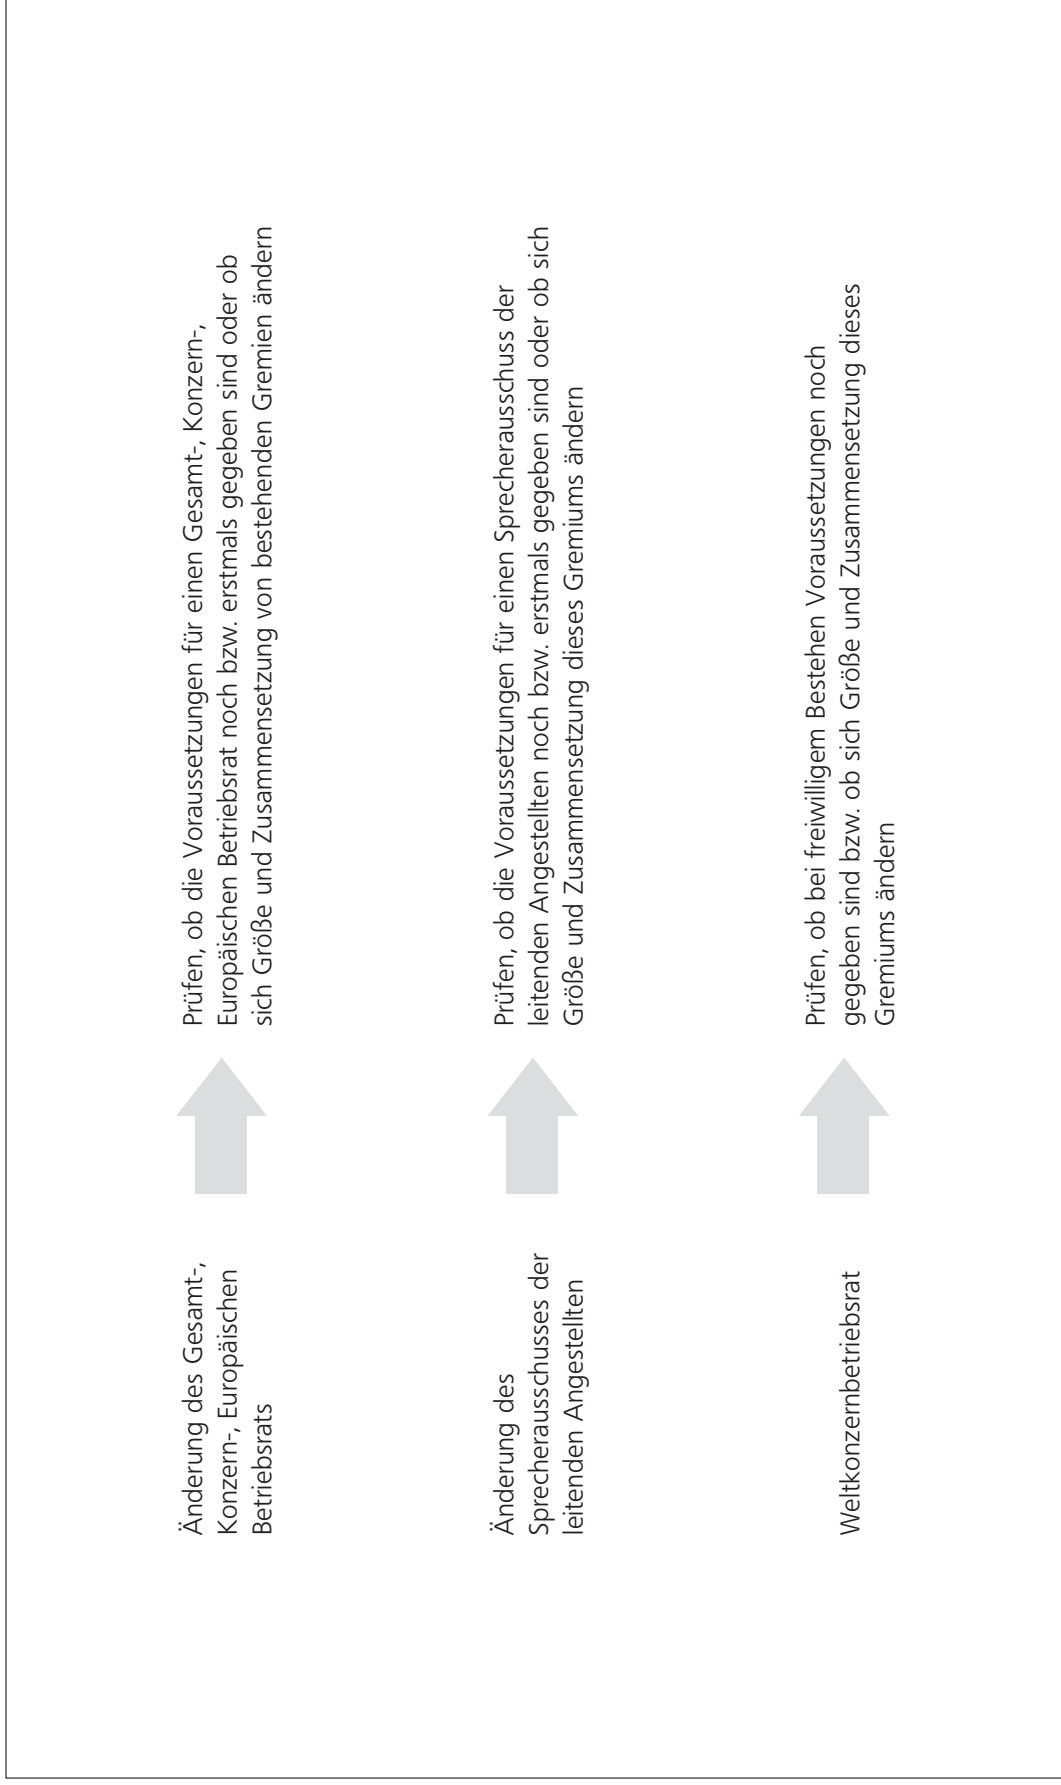 Änderung des Gesamt-,
Konzern-, Europäischen
Betriebsrats
Prüfen, ob die Voraussetzungen für einen Gesamt-, Konzern-,
Europäischen Betriebsrat noch bzw. erstmals gegeben sind oder ob
sich Größe und Zusammensetzung von bestehenden Gremien ändern
Änderung des
Sprecherausschusses der
leitenden Angestellten
Prüfen, ob die Voraussetzungen für einen Sprecherausschuss der
leitenden Angestellten noch bzw. erstmals gegeben sind oder ob sich
Größe und Zusammensetzung dieses Gremiums ändern
Weltkonzernbetriebsrat
Prüfen, ob bei freiwilligem Bestehen Voraussetzungen noch
gegeben sind bzw. ob sich Größe und Zusammensetzung dieses
Gremiums ändern